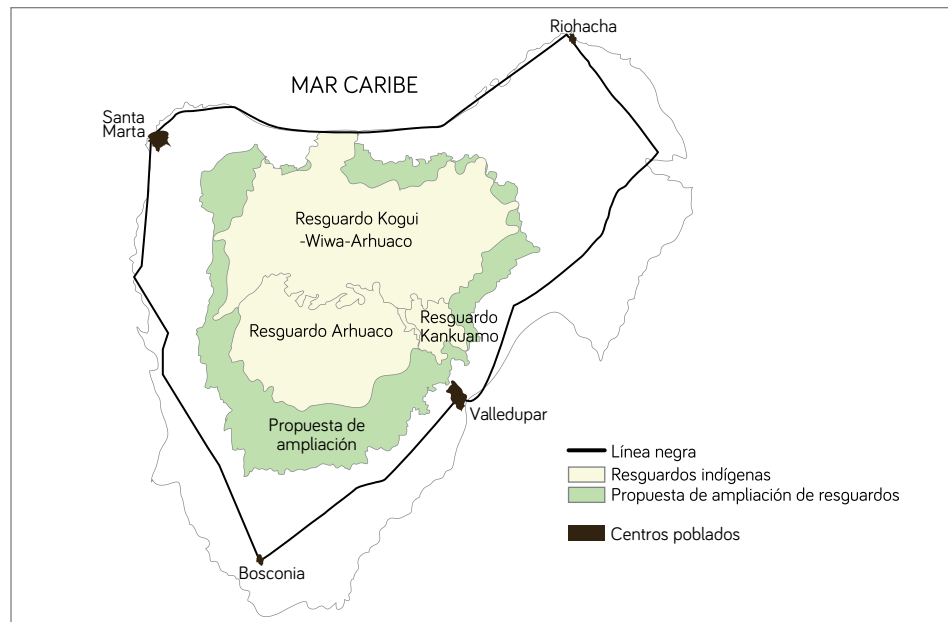 Riohacha
MAR CARIBE
Santa
Marta
Resguardo Kogui
-Wiwa-Arhuaco
Resguardo Arhuaco
Resguardo
Kankuamo
Valledupar
Propuesta de
ampliación
Línea negra
Resguardos indígenas
Propuesta de ampliación de resguardos
Centros poblados
Bosconia